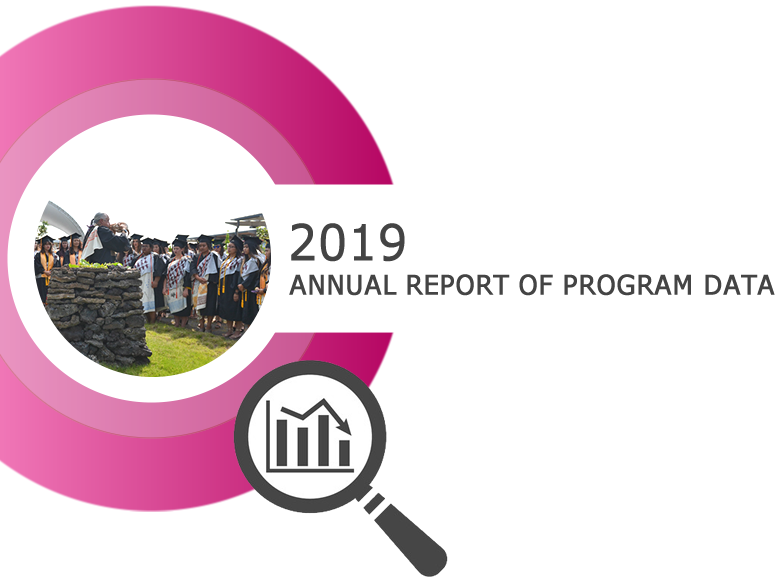 2019
ANNUAL REPORT OF PROGRAM DATA